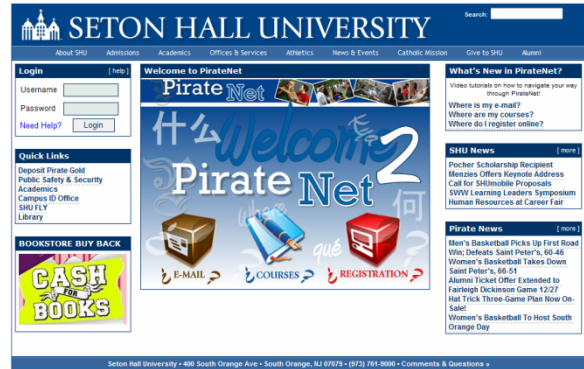 SETON HALL UNIVERSITY
Search:
About SHU Admissions Academics Offices & Services Athletics News & Events Catholic Mission Give to SHU Alumni
Login [ help ]
Username
Password
Need Help? Login
Quick Links
Deposit Pirate Gold
Public Safety & Security
Academics
Campus ID Office
SHU FLY
Library
BOOKSTORE BUY BACK
CASH
FOR
BOOKS
Welcome to PirateNet
Pirate Net
什么
Welcome 2
Pirate Net
Where
何
qué
E-MAIL
COURSES
REGISTRATION
What's New in PirateNet?
Video tutorials on how to navigate your way
through PirateNet!
Where is my e-mail?
Where are my courses?
Where do I register online?
SHU News [ more ]
Pocher Scholarship Recipient
Menzies Offers Keynote Address
Call for SHUmobile Proposals
SWW Learning Leaders Symposium
Human Resources at Career Fair
Pirate News [ more ]
Men's Basketball Picks Up First Road
Win; Defeats Saint Peter's, 60-46
Women's Basketball Takes Down
Saint Peter's, 66-51
Alumni Ticket Offer Extended to
Fairleigh Dickinson Game 12/27
Hat Trick Three-Game Plan Now On-
Sale!
Women's Basketball To Host South
Orange Day
Seton Hall University • 400 South Orange Ave • South Orange, NJ 07079 • (973) 761-9000 • Comments & Questions »